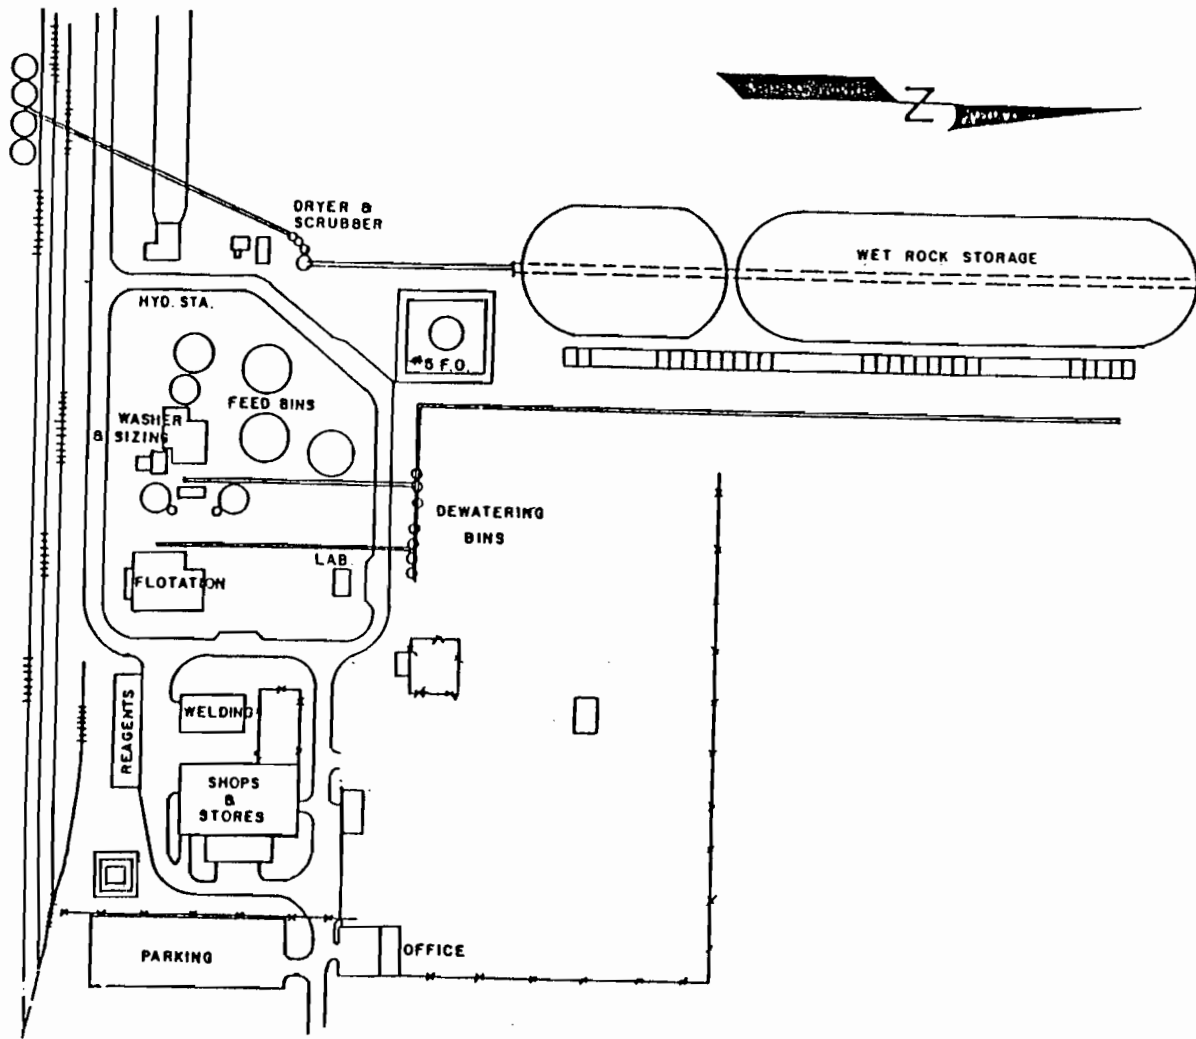 Z
DRYER &
SCRUBBER
WET ROCK STORAGE
HYD. STA.
#5 F.O.
FEED BINS
WASHER
& SIZING
DEWATERING
BINS
LAB.
FLOTATION
REAGENTS
WELDING
SHOPS
&
STORES
PARKING
OFFICE